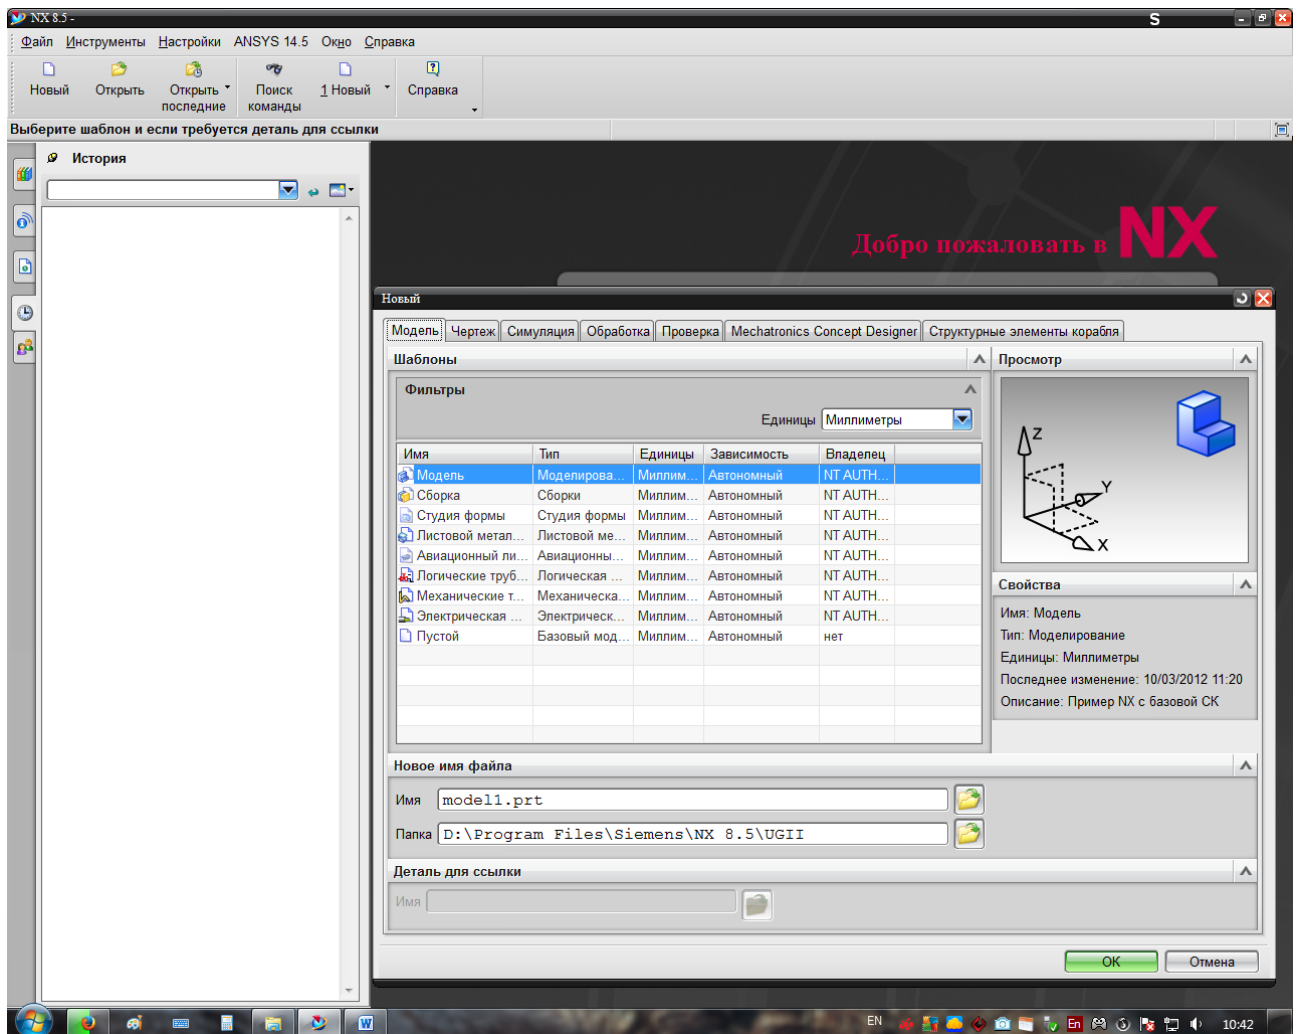 NX 8.5 -
S
Файл Инструменты Настройки ANSYS 14.5 Окно Справка
Новый Открыть Открыть последние Поиск команды 1 Новый Справка
Выберите шаблон и если требуется деталь для ссылки
История
Добро пожаловать в NX
Новый
Модель Чертеж Симуляция Обработка Проверка Mechatronics Concept Designer Структурные элементы корабля
Шаблоны
Фильтры
Единицы Миллиметры
Имя Тип Единицы Зависимость Владелец
Модель Моделирова... Миллим... Автономный NT AUTH...
Сборка Сборки Миллим... Автономный NT AUTH...
Студия формы Студия формы Миллим... Автономный NT AUTH...
Листовой метал... Листовой ме... Миллим... Автономный NT AUTH...
Авиационный ли... Авиационны... Миллим... Автономный NT AUTH...
Логические труб... Логическая ... Миллим... Автономный NT AUTH...
Механические т... Механическа... Миллим... Автономный NT AUTH...
Электрическая ... Электрическ... Миллим... Автономный NT AUTH...
Пустой Базовый мод... Миллим... Автономный нет
Просмотр
Z
Y
X
Свойства
Имя: Модель
Тип: Моделирование
Единицы: Миллиметры
Последнее изменение: 10/03/2012 11:20
Описание: Пример NX с базовой СК
Новое имя файла
Имя model1.prt
Папка D:\Program Files\Siemens\NX 8.5\UGII
Деталь для ссылки
Имя
OK Отмена
EN En 10:42